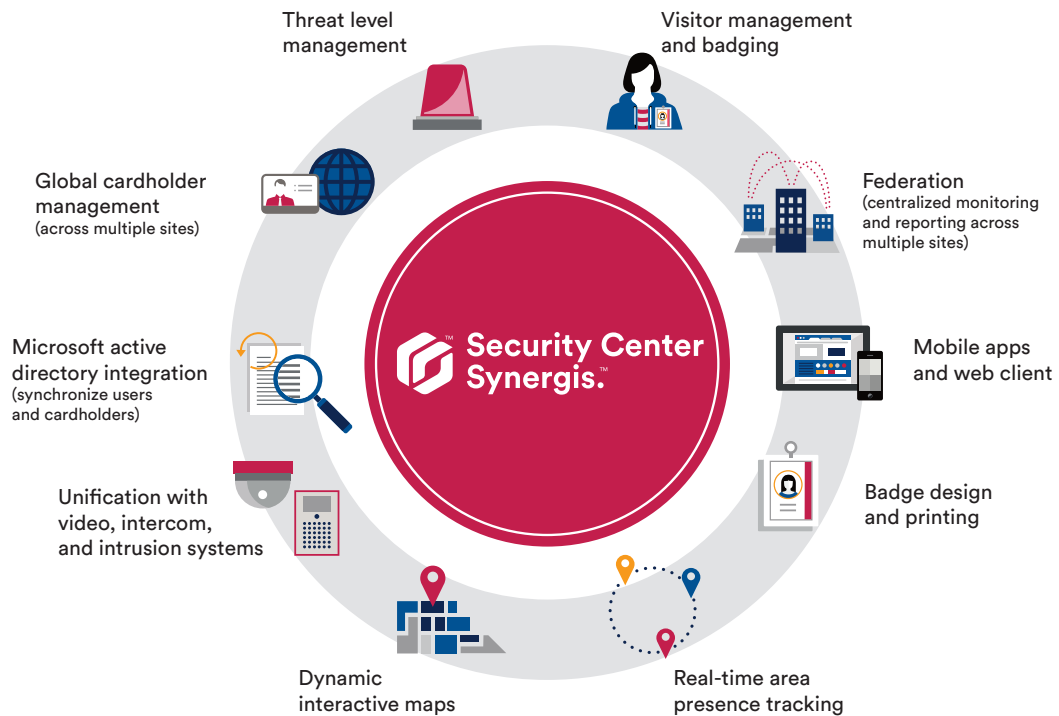 Threat level
management
Visitor management
and badging
Global cardholder
management
(across multiple sites)
Federation
(centralized monitoring
and reporting across
multiple sites)
Microsoft active
directory integration
(synchronize users
and cardholders)
™ Security Center
Synergis.™
Mobile apps
and web client
Unification with
video, intercom,
and intrusion systems
Badge design
and printing
Dynamic
interactive maps
Real-time area
presence tracking